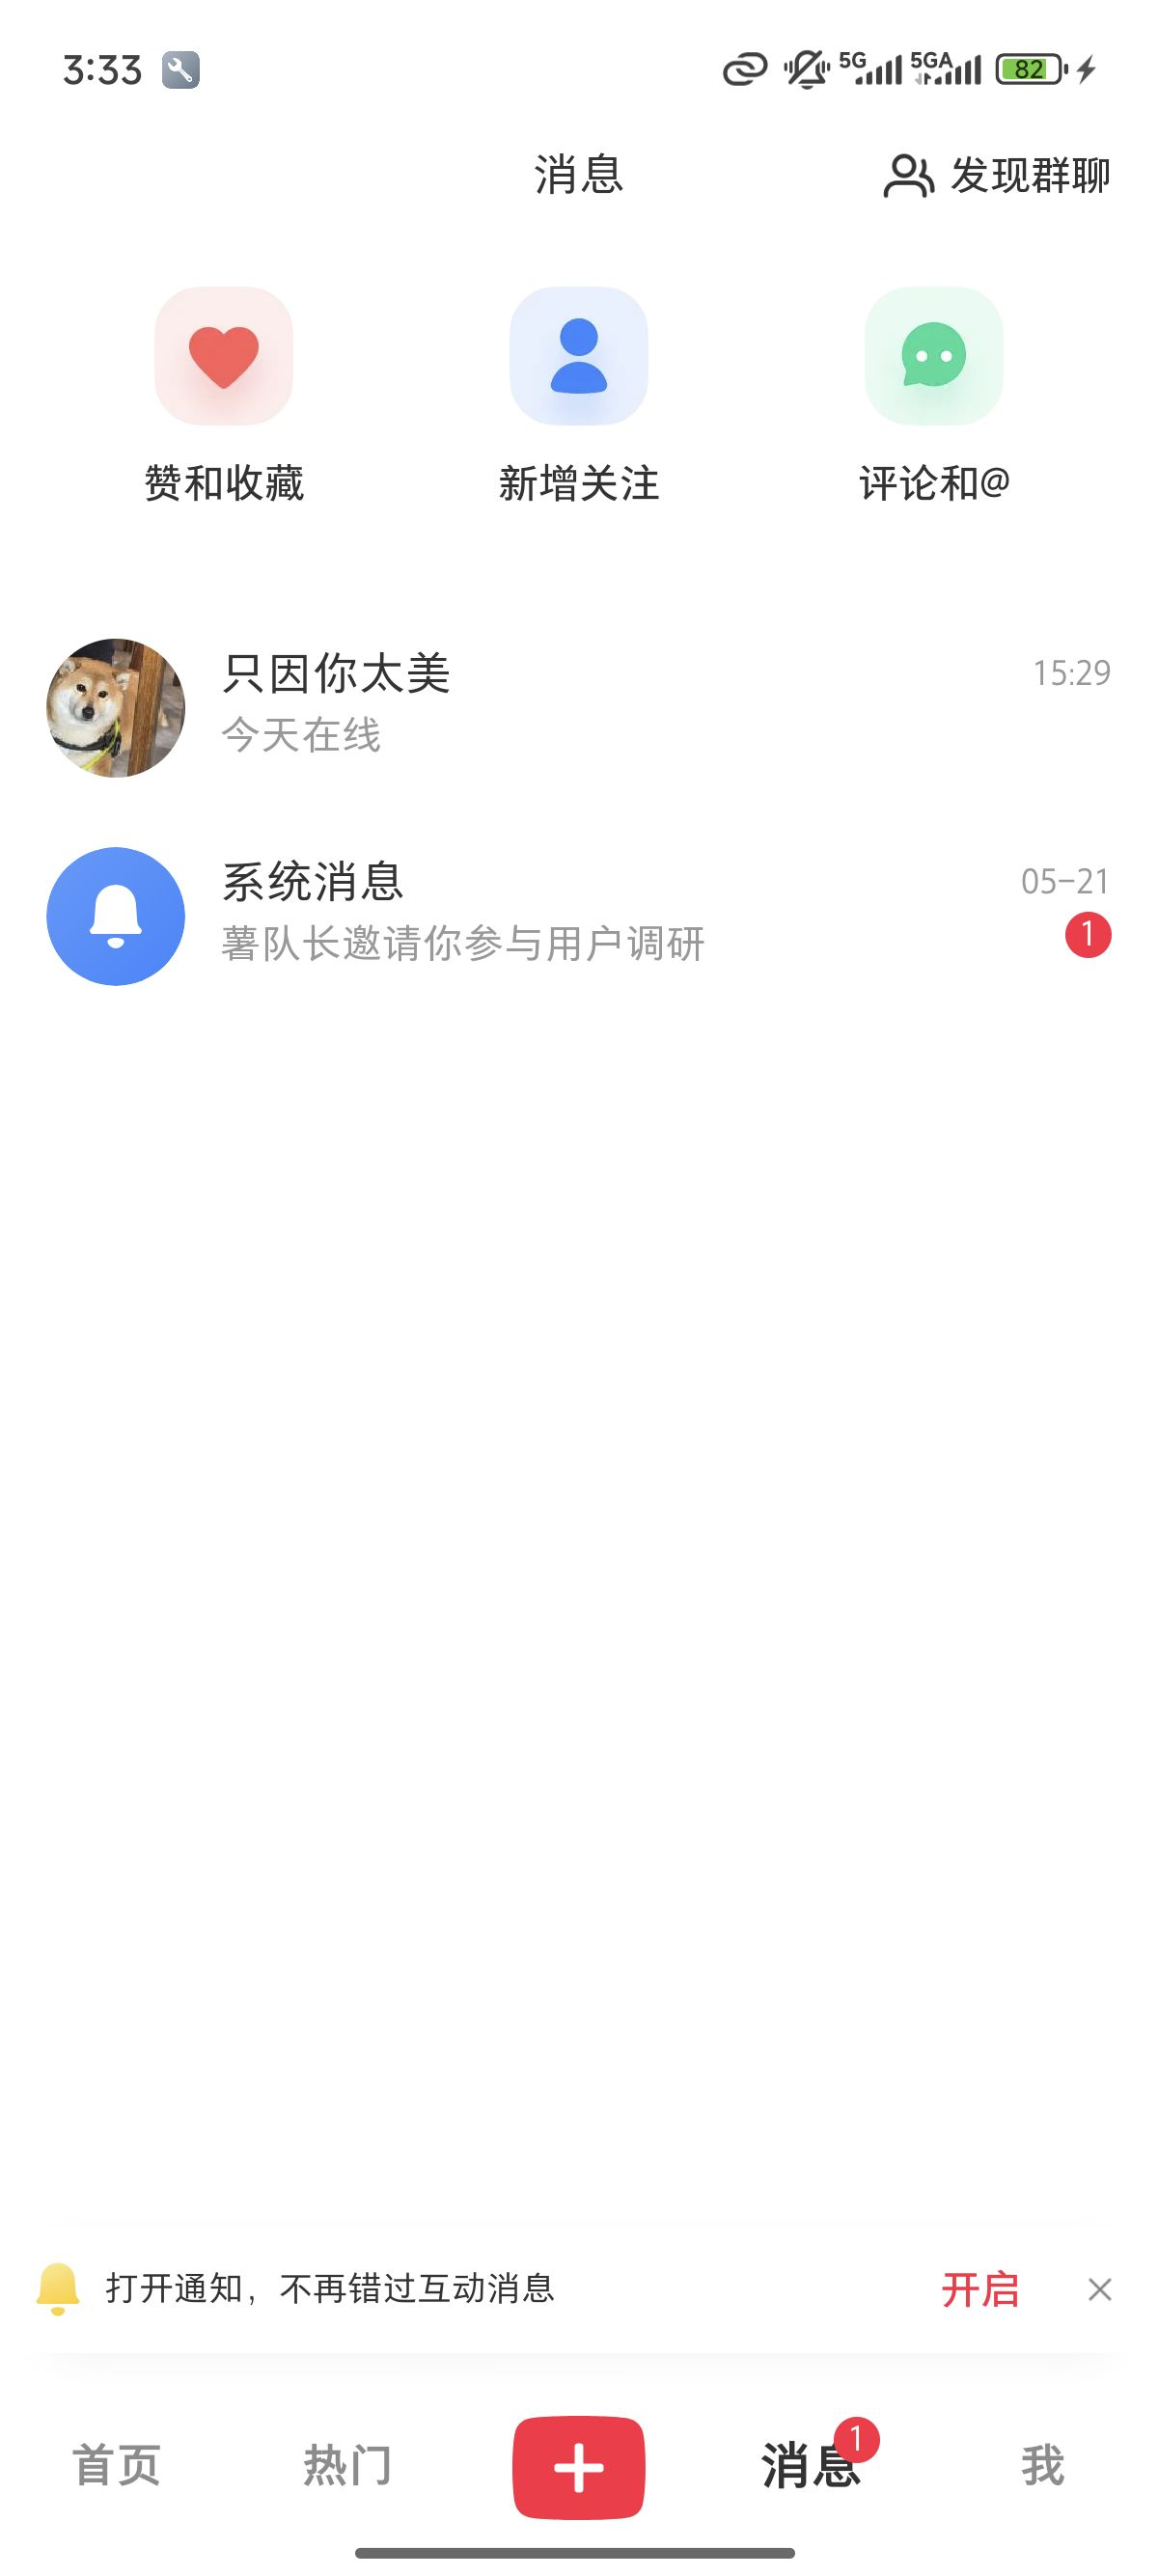 3:33
5G 5GA 82
消息
发现群聊
赞和收藏
新增关注
评论和@
只因你太美
15:29
今天在线
系统消息
05-21
薯队长邀请你参与用户调研
1
打开通知，不再错过互动消息
开启
首页
热门
消息
1
我